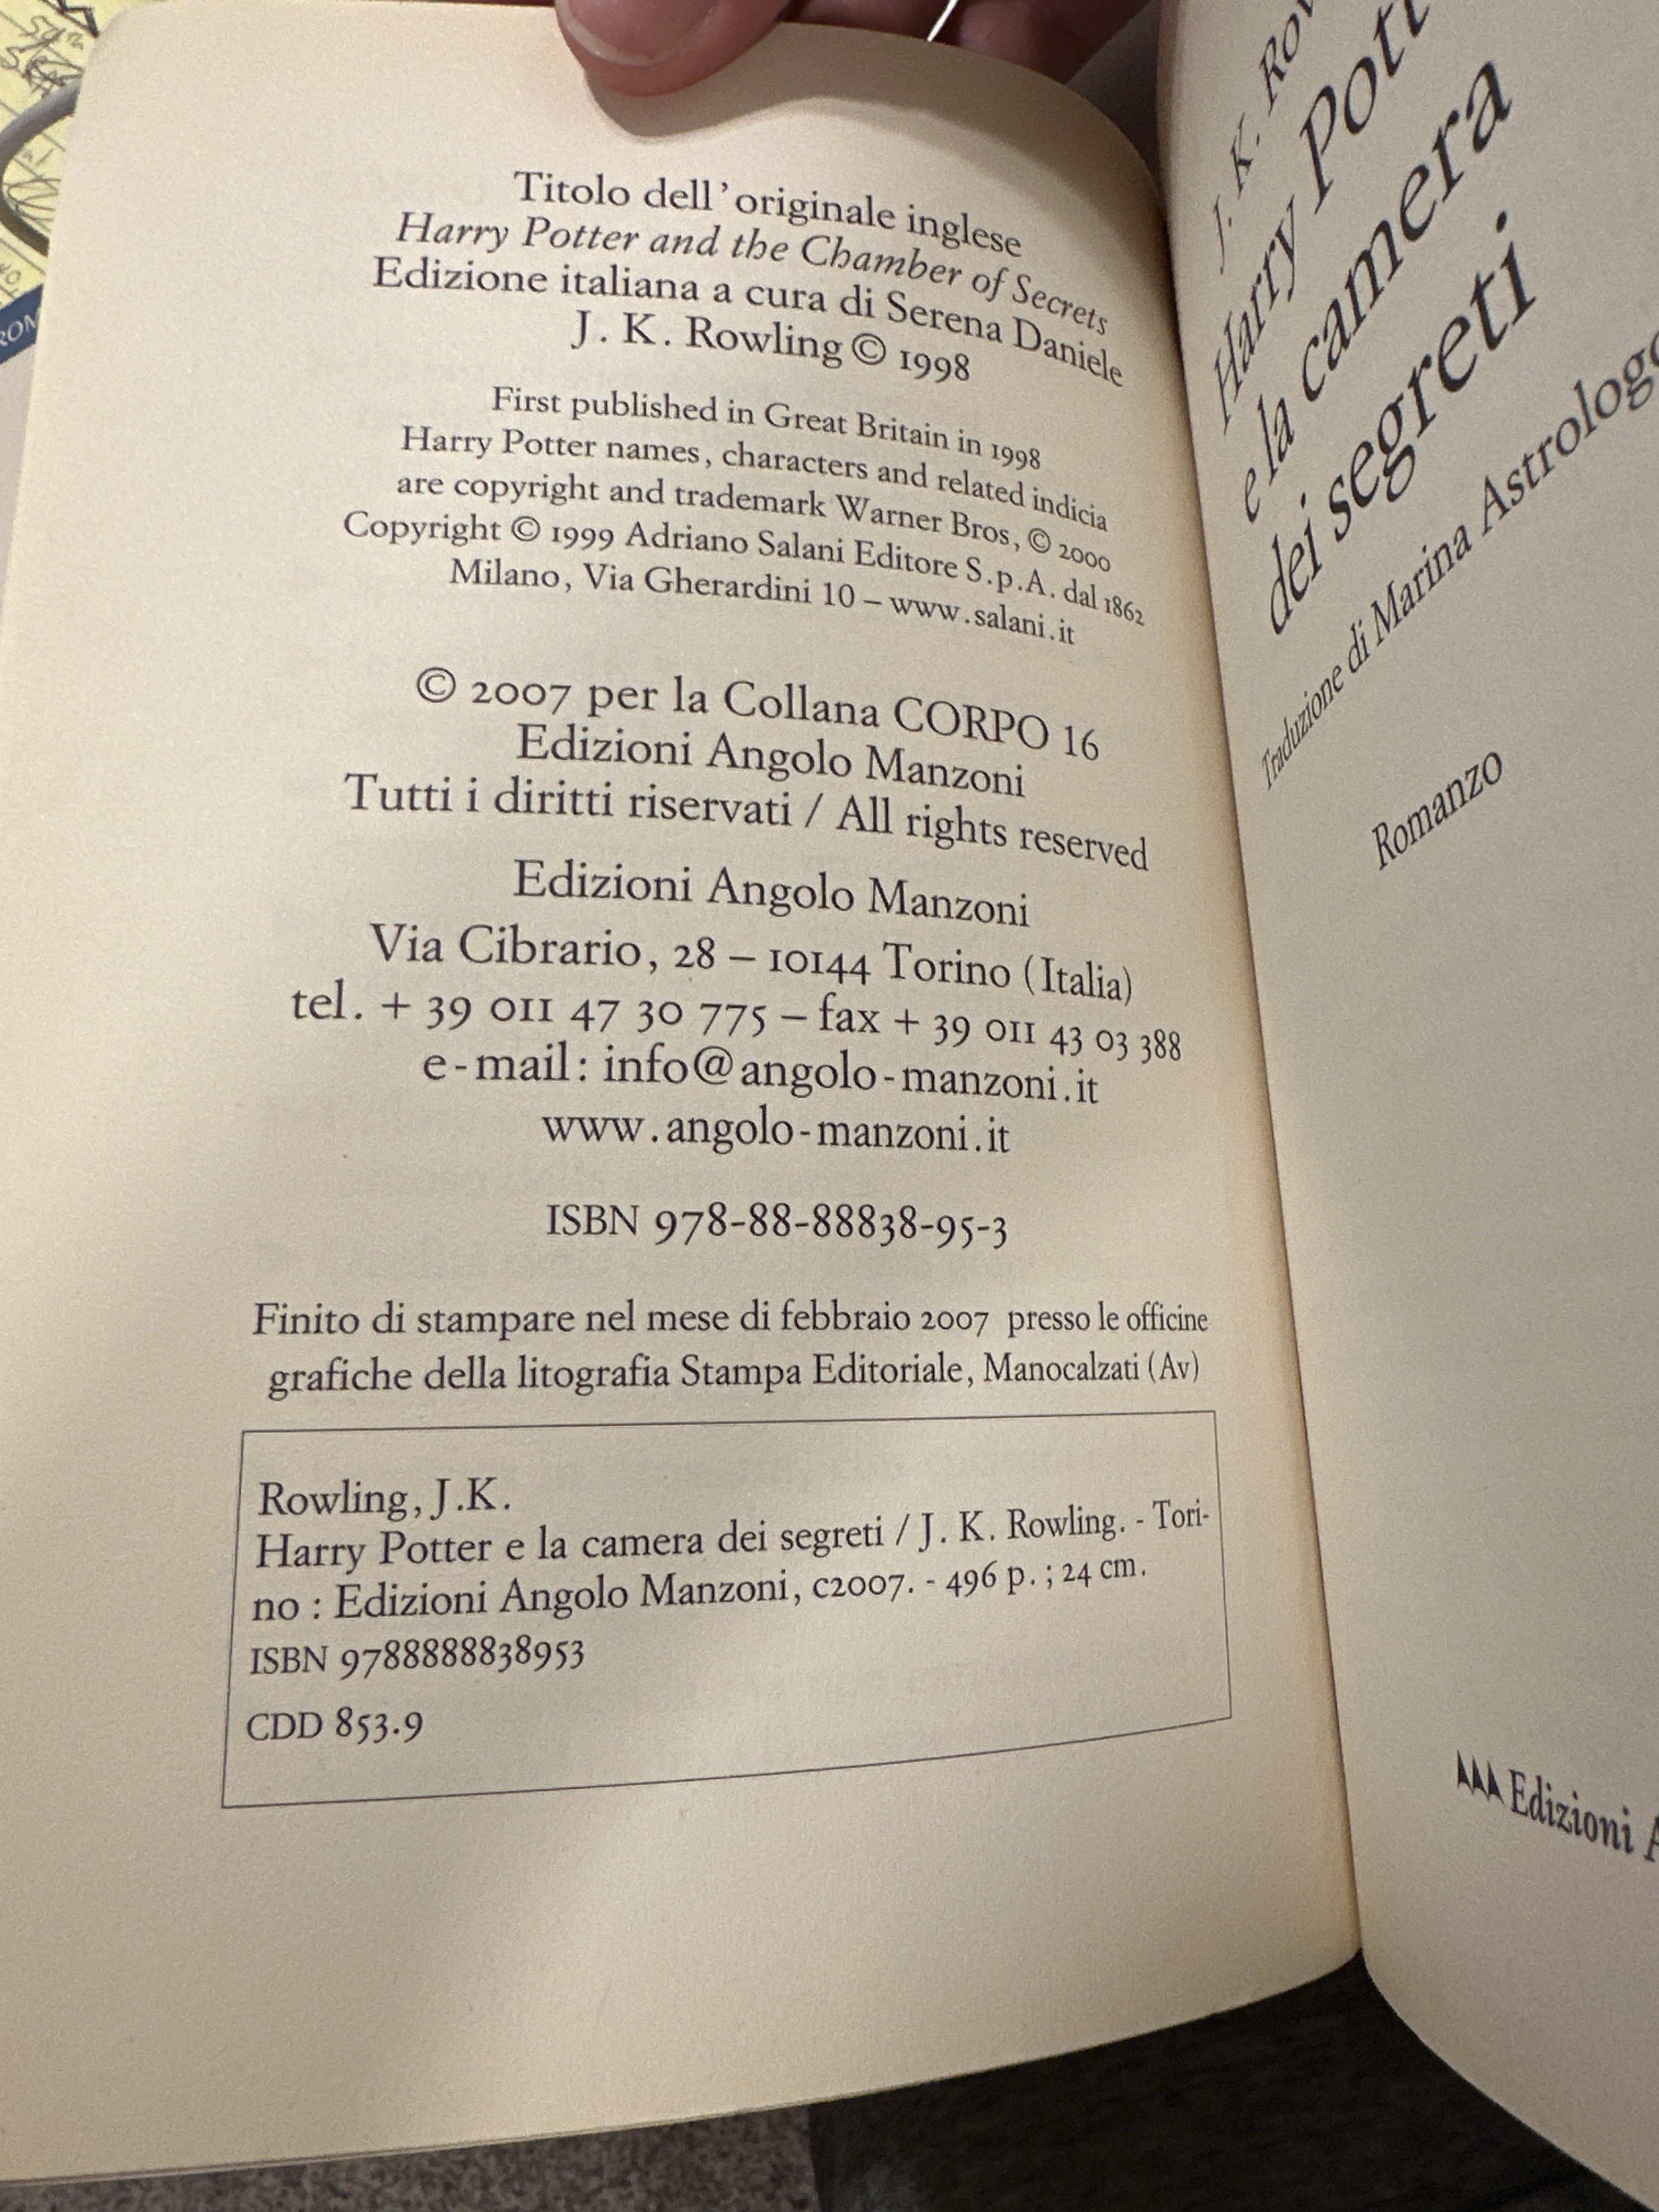 Titolo dell'originale inglese
Harry Potter and the Chamber of Secrets
Edizione italiana a cura di Serena Daniele
J. K. Rowling © 1998
First published in Great Britain in 1998
Harry Potter names, characters and related indicia
are copyright and trademark Warner Bros, © 2000
Copyright © 1999 Adriano Salani Editore S.p.A. dal 1862
Milano, Via Gherardini 10 – www.salani.it
© 2007 per la Collana CORPO 16
Edizioni Angolo Manzoni
Tutti i diritti riservati / All rights reserved
Edizioni Angolo Manzoni
Via Cibrario, 28 – 10144 Torino (Italia)
tel. + 39 011 47 30 775 – fax + 39 011 43 03 388
e-mail: info@angolo-manzoni.it
www.angolo-manzoni.it
ISBN 978-88-88838-95-3
Finito di stampare nel mese di febbraio 2007 presso le officine
grafiche della litografia Stampa Editoriale, Manocalzati (Av)
Rowling, J.K.
Harry Potter e la camera dei segreti / J. K. Rowling. - Tori-
no : Edizioni Angolo Manzoni, c2007. - 496 p. ; 24 cm.
ISBN 9788888838953
CDD 853.9
J. K.
Harry
e la camera
dei segreti
Traduzione di Marina
Romanzo
Edizioni